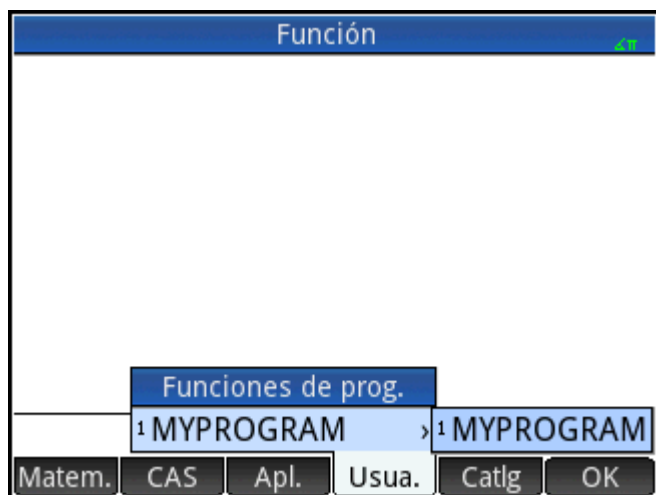 Función
∡π
Funciones de prog.
1 MYPROGRAM › 1 MYPROGRAM
Matem. CAS Apl. Usua. Catlg OK